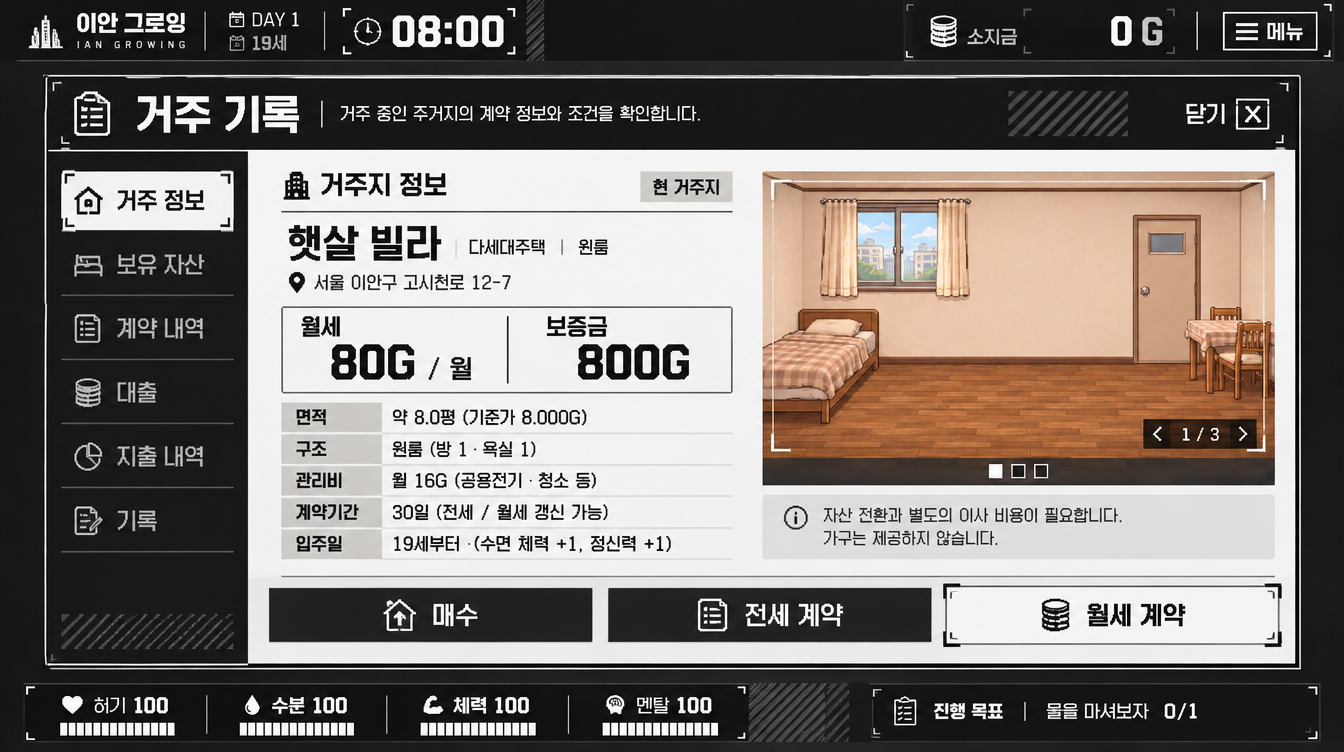 이안 그로잉
IAN GROWING
DAY 1
19세
08:00
소지금
0 G
메뉴
거주 기록
거주 중인 주거지의 계약 정보와 조건을 확인합니다.
닫기
거주 정보
보유 자산
계약 내역
대출
지출 내역
기록
거주지 정보
현 거주지
햇살 빌라
다세대주택 | 원룸
서울 이안구 고시천로 12-7
월세
80G / 월
보증금
800G
면적 약 8.0평 (기준가 8.000G)
구조 원룸 (방 1 · 욕실 1)
관리비 월 16G (공용전기 · 청소 등)
계약기간 30일 (전세 / 월세 갱신 가능)
입주일 19세부터 · (수면 체력 +1, 정신력 +1)
1 / 3
자산 전환과 별도의 이사 비용이 필요합니다.
가구는 제공하지 않습니다.
매수
전세 계약
월세 계약
허기 100
수분 100
체력 100
멘탈 100
진행 목표 | 물을 마셔보자 0/1